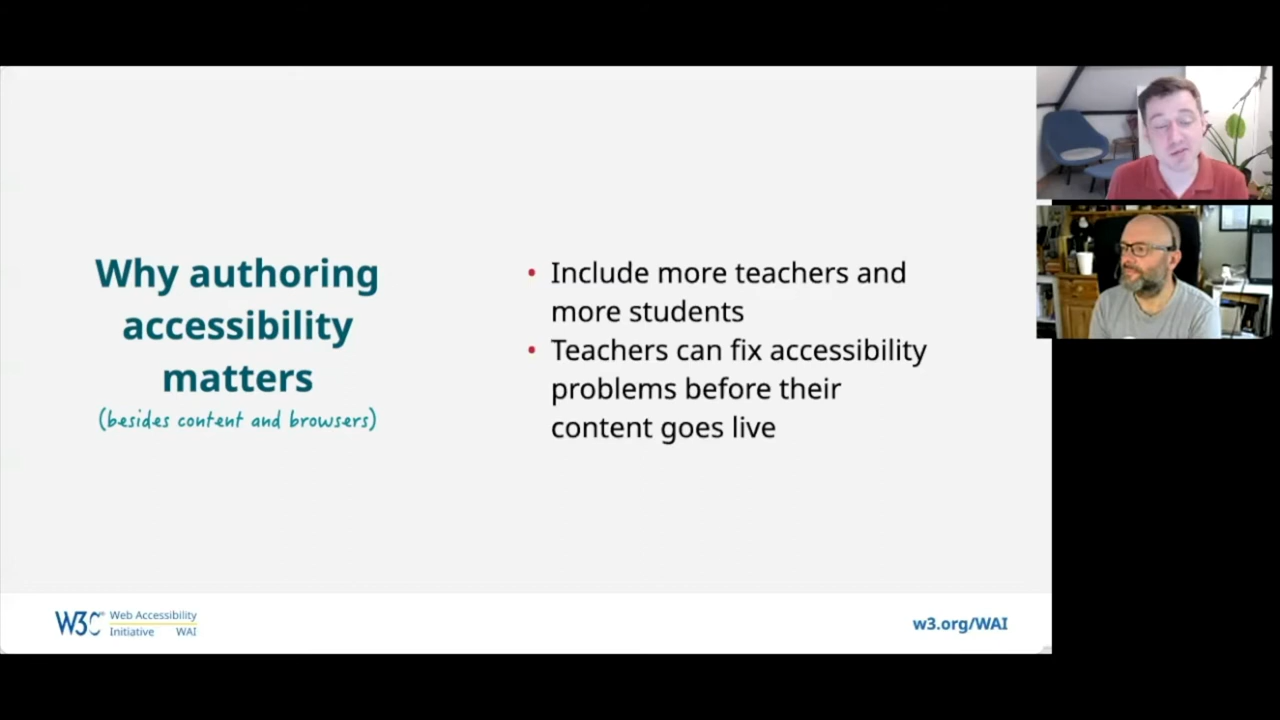 Why authoring
accessibility
matters
(besides content and browsers)
• Include more teachers and
more students
• Teachers can fix accessibility
problems before their
content goes live
W3C Web Accessibility
Initiative WAI
w3.org/WAI